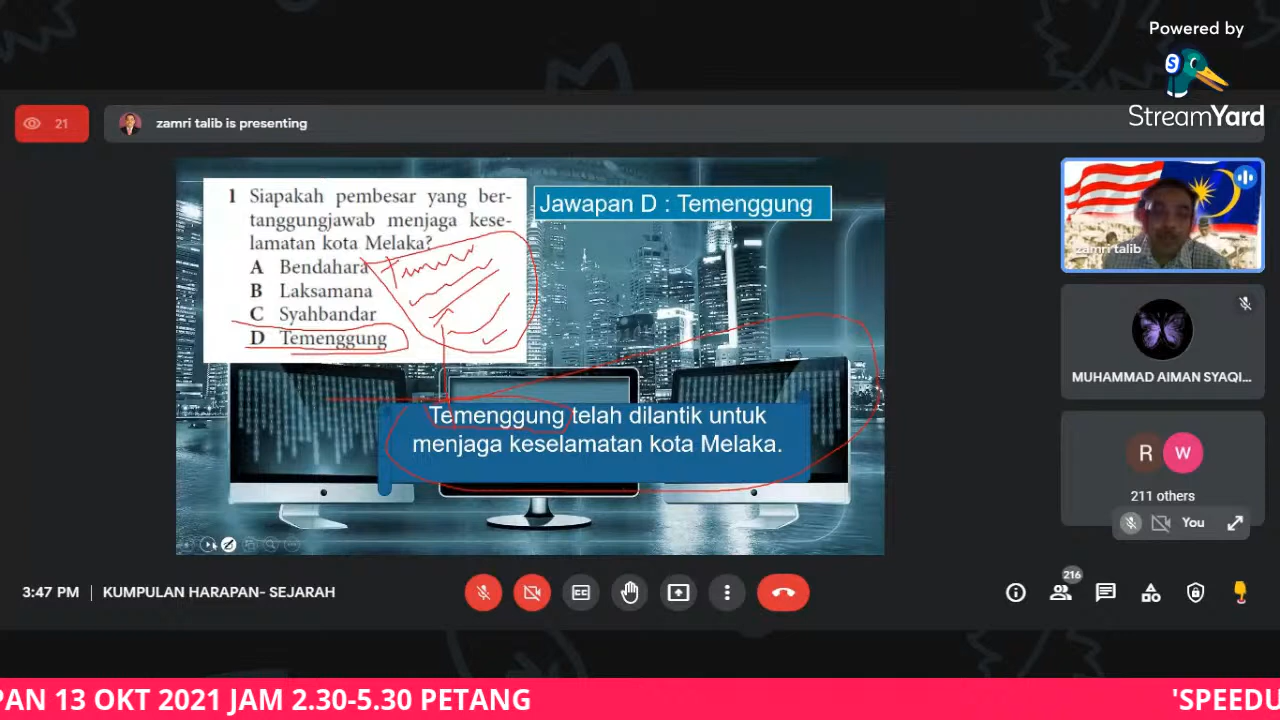 Powered by
S
StreamYard
21
zamri talib is presenting
1 Siapakah pembesar yang ber-
tanggungjawab menjaga kese-
lamatan kota Melaka?
A Bendahara
B Laksamana
C Syahbandar
D Temenggung
Jawapan D : Temenggung
Temenggung telah dilantik untuk
menjaga keselamatan kota Melaka.
zamri talib
MUHAMMAD AIMAN SYAQI...
R W
211 others
You
3:47 PM | KUMPULAN HARAPAN- SEJARAH
CC
216
PAN 13 OKT 2021 JAM 2.30-5.30 PETANG
'SPEEDU